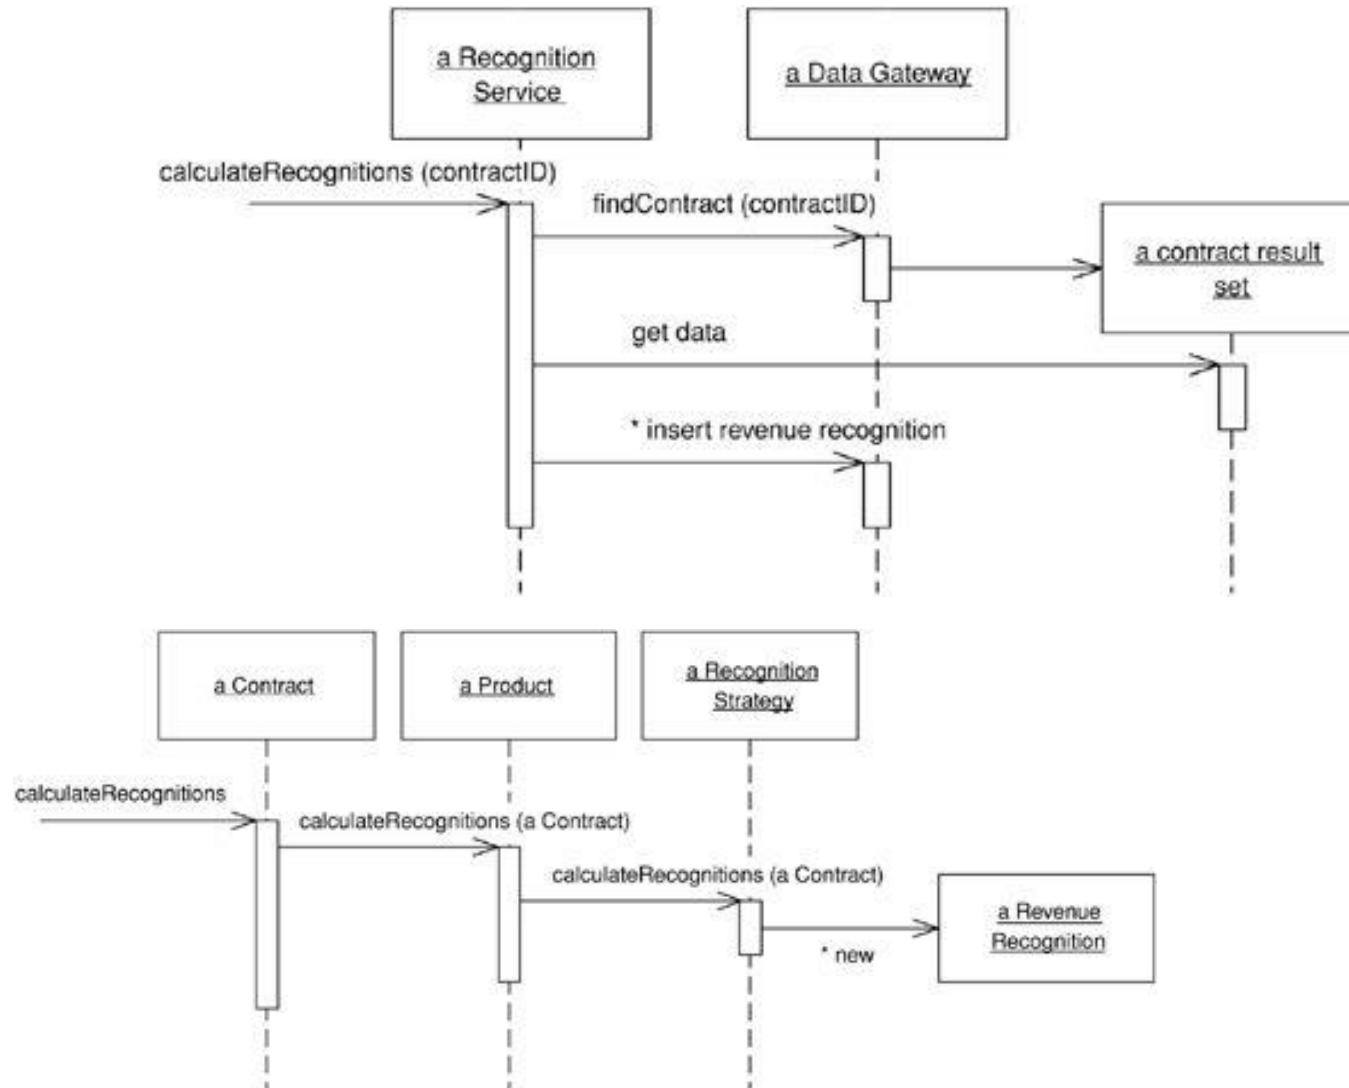 a Recognition
Service
a Data Gateway
calculateRecognitions (contractID)
findContract (contractID)
a contract result
set
get data
* insert revenue recognition
a Contract
a Product
a Recognition
Strategy
calculateRecognitions
calculateRecognitions (a Contract)
calculateRecognitions (a Contract)
a Revenue
Recognition
* new